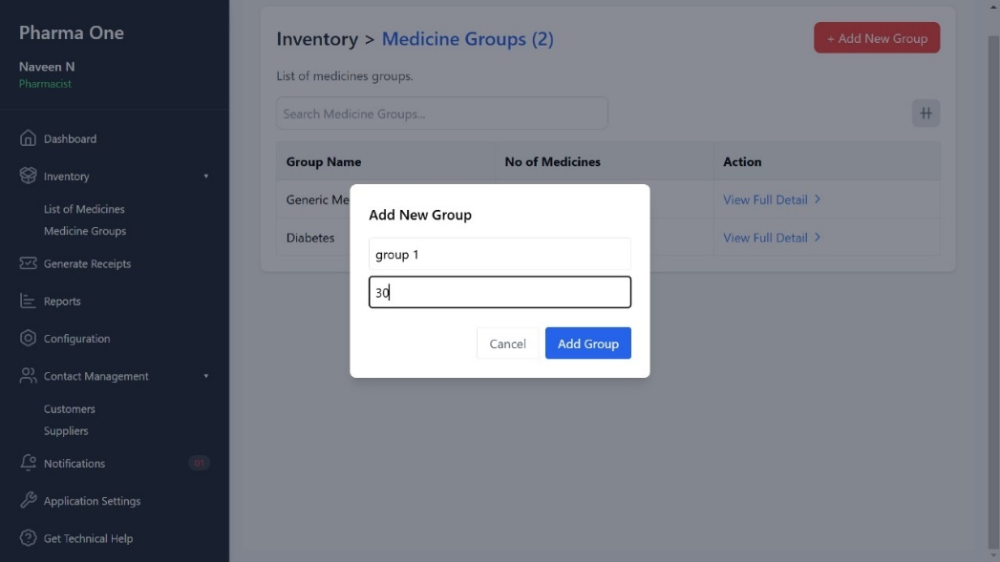 Pharma One
Naveen N
Pharmacist
Dashboard
Inventory
List of Medicines
Medicine Groups
Generate Receipts
Reports
Configuration
Contact Management
Customers
Suppliers
Notifications 01
Application Settings
Get Technical Help
Inventory > Medicine Groups (2)
+ Add New Group
List of medicines groups.
Search Medicine Groups...
Group Name No of Medicines Action
Generic Me View Full Detail >
Diabetes View Full Detail >
Add New Group
group 1
30
Cancel Add Group